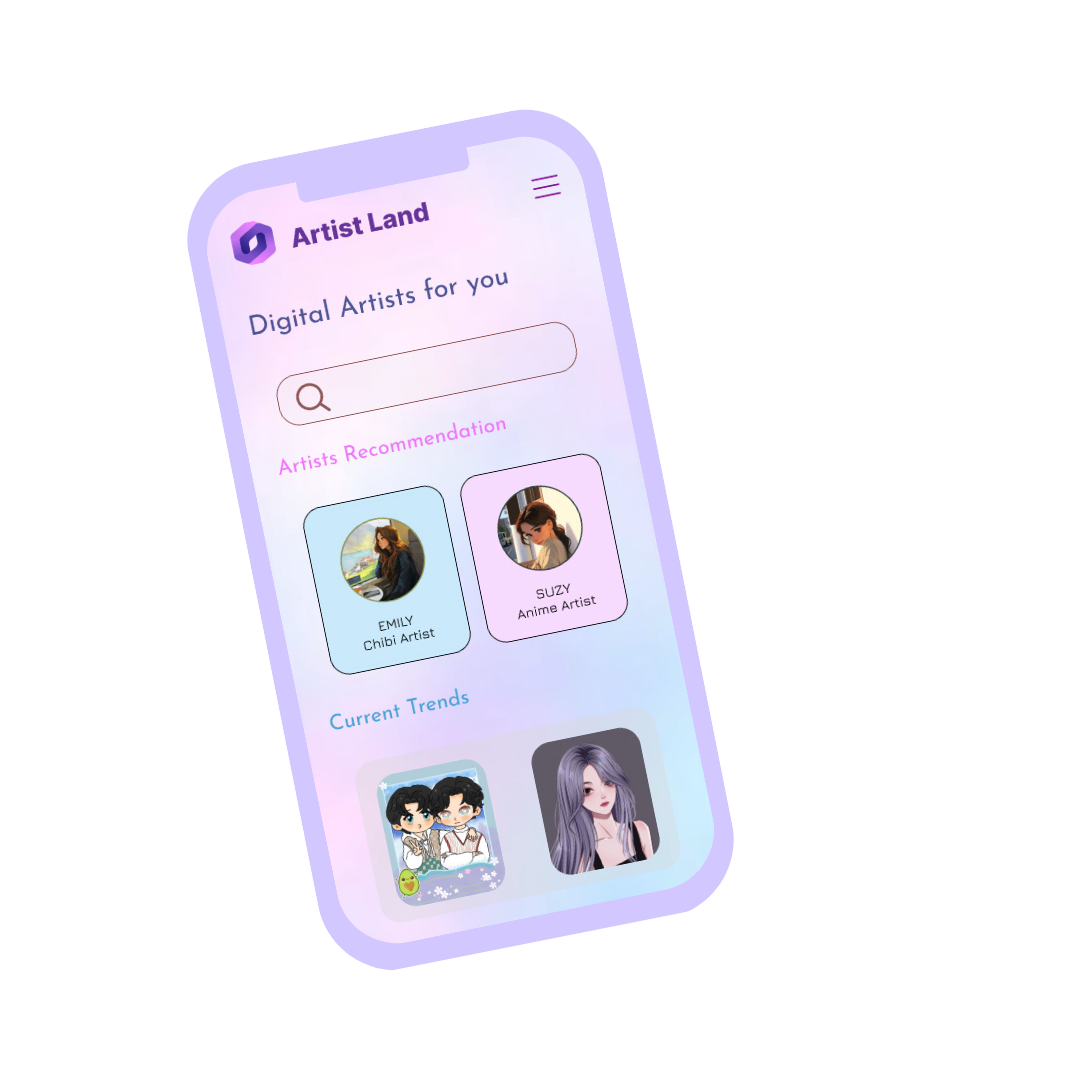 Artist Land
Digital Artists for you
Artists Recommendation
EMILY
Chibi Artist
SUZY
Anime Artist
Current Trends